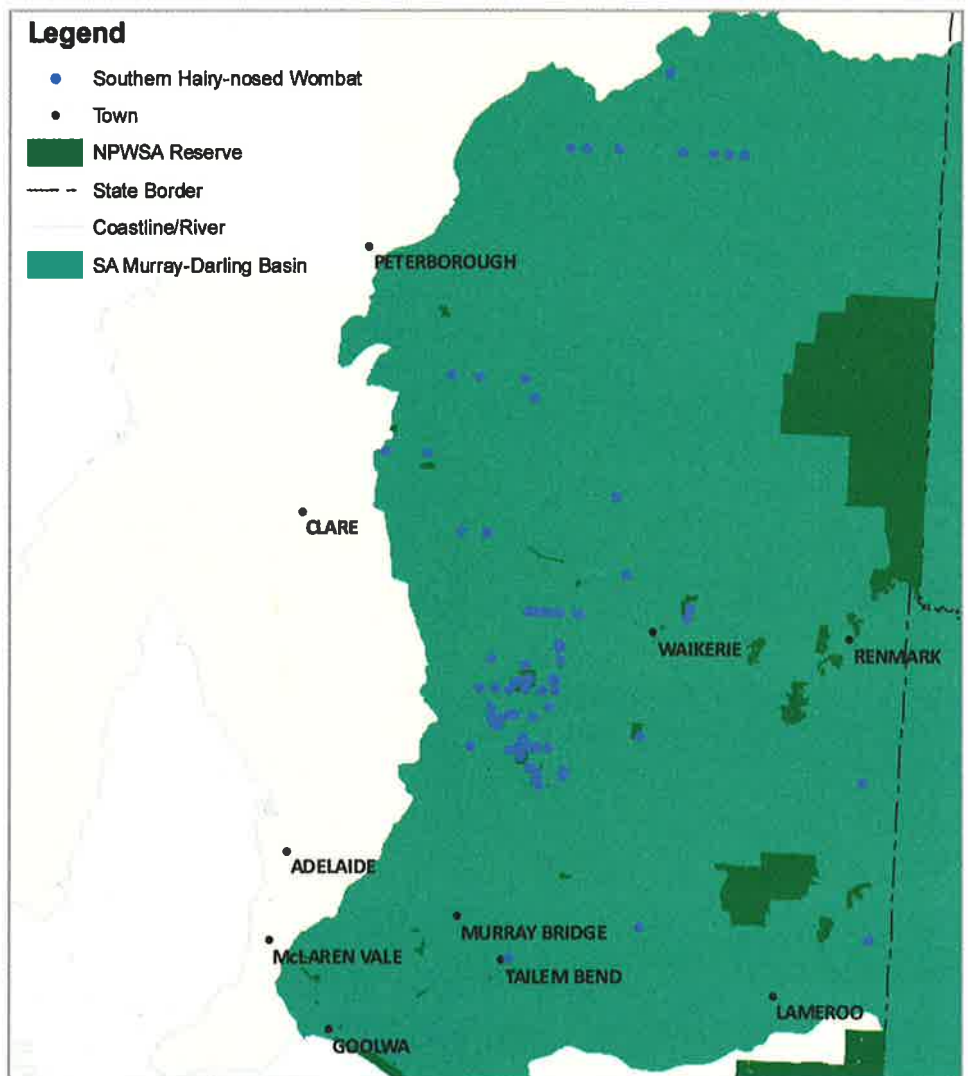 Legend
Southern Hairy-nosed Wombat
Town
NPWSA Reserve
State Border
Coastline/River
SA Murray-Darling Basin
PETERBOROUGH
CLARE
WAIKERIE
RENMARK
ADELAIDE
MURRAY BRIDGE
McLAREN VALE
TAILEM BEND
LAMEROO
GOOLWA